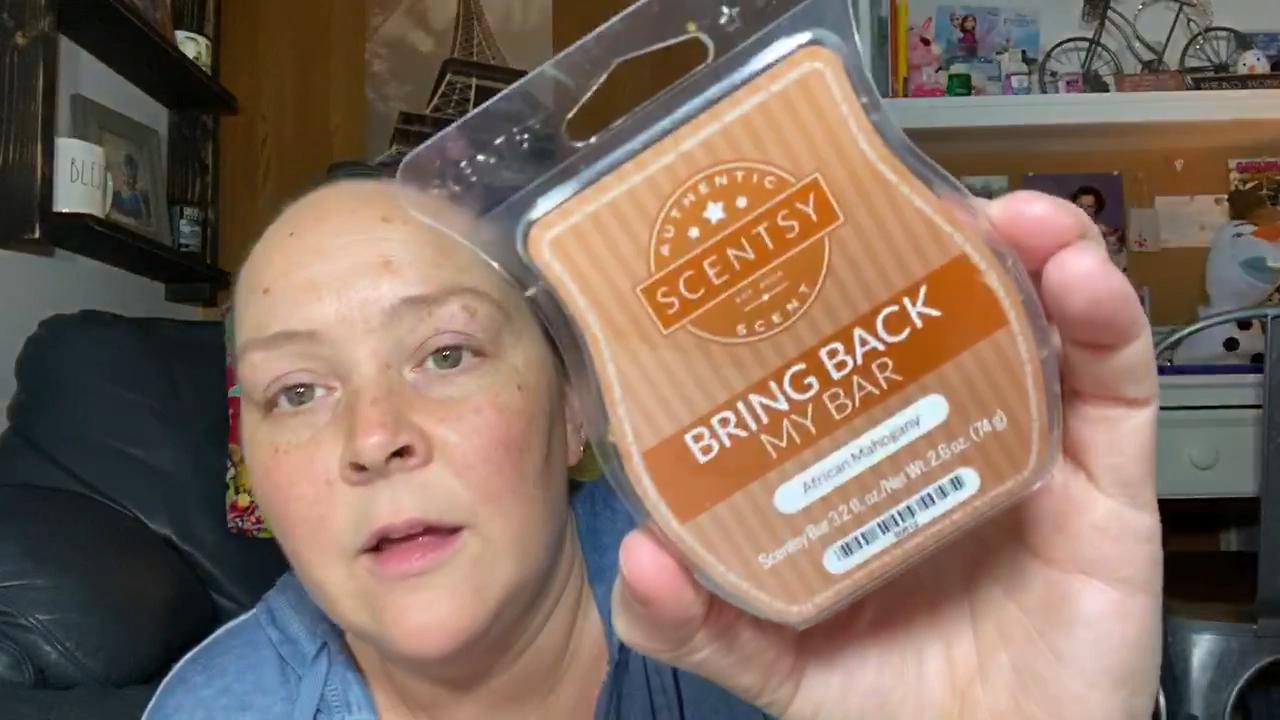 AUTHENTIC
SCENTSY
SCENT
BRING BACK
MY BAR
African Mahogany
Scentsy Bar 3.2 fl. oz./Net Wt. 2.6 oz. (74 g)